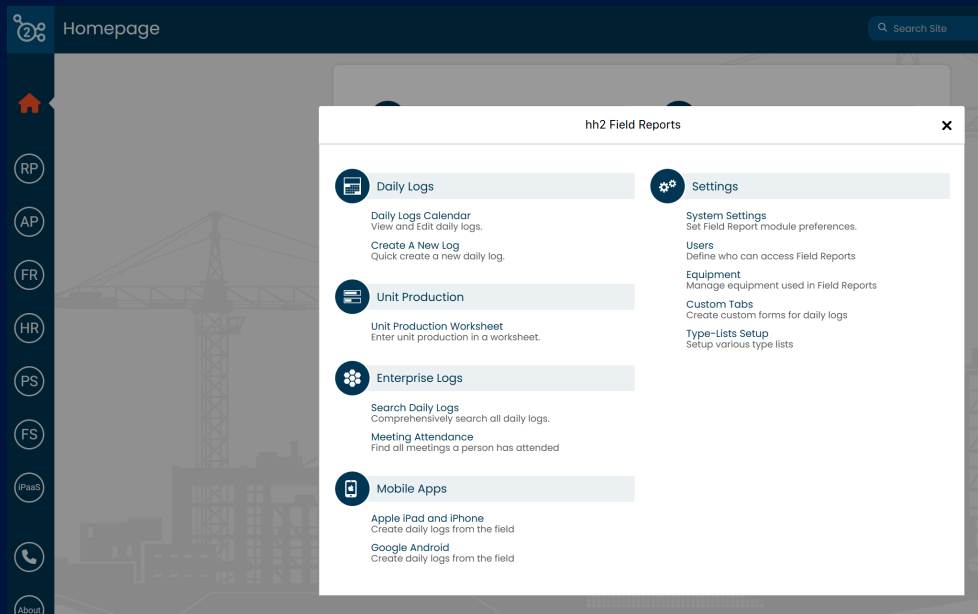 2
Homepage
Search Site
RP
AP
FR
HR
PS
FS
iPaaS
About
hh2 Field Reports
Daily Logs
Daily Logs Calendar
View and Edit daily logs.
Create A New Log
Quick create a new daily log.
Unit Production
Unit Production Worksheet
Enter unit production in a worksheet.
Enterprise Logs
Search Daily Logs
Comprehensively search all daily logs.
Meeting Attendance
Find all meetings a person has attended
Mobile Apps
Apple iPad and iPhone
Create daily logs from the field
Google Android
Create daily logs from the field
Settings
System Settings
Set Field Report module preferences.
Users
Define who can access Field Reports
Equipment
Manage equipment used in Field Reports
Custom Tabs
Create custom forms for daily logs
Type-Lists Setup
Setup various type lists